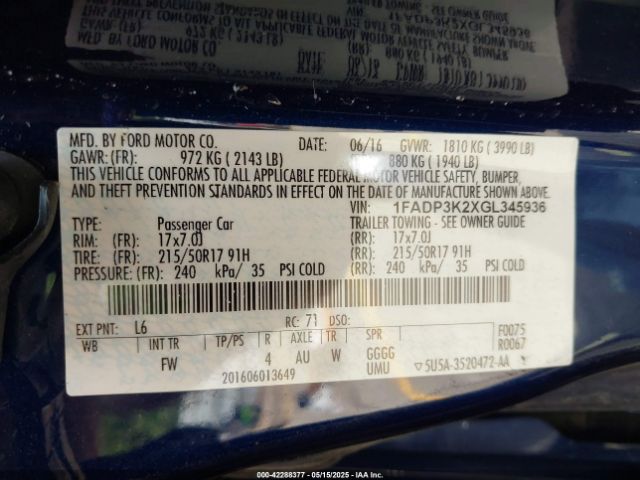 MFD. BY FORD MOTOR CO. DATE: 06/16 GVWR: 1810 KG ( 3990 LB)
GAWR: (FR): 972 KG ( 2143 LB) 880 KG ( 1940 LB)
THIS VEHICLE CONFORMS TO ALL APPLICABLE FEDERAL MOTOR VEHICLE SAFETY, BUMPER,
AND THEFT PREVENTION STANDARDS IN EFFECT ON THE DATE OF MANUFACTURE SHOWN ABOVE.
VIN: 1FADP3K2XGL345936
TYPE: Passenger Car TRAILER TOWING - SEE OWNER GUIDE
RIM: (FR): 17x7.0J (RR): 17x7.0J
TIRE: (FR): 215/50R17 91H (RR): 215/50R17 91H
PRESSURE: (FR): 240 kPa/ 35 PSI COLD (RR): 240 kPa/ 35 PSI COLD
EXT PNT: L6 RC: 71 DSO: F0075
WB INT TR TP/PS R AXLE TR SPR R0067
FW 4 AU W GGGG
UMU 5U5A-3520472-AA
201606013649
000-42288377 - 05/15/2025 - IAAI.COM